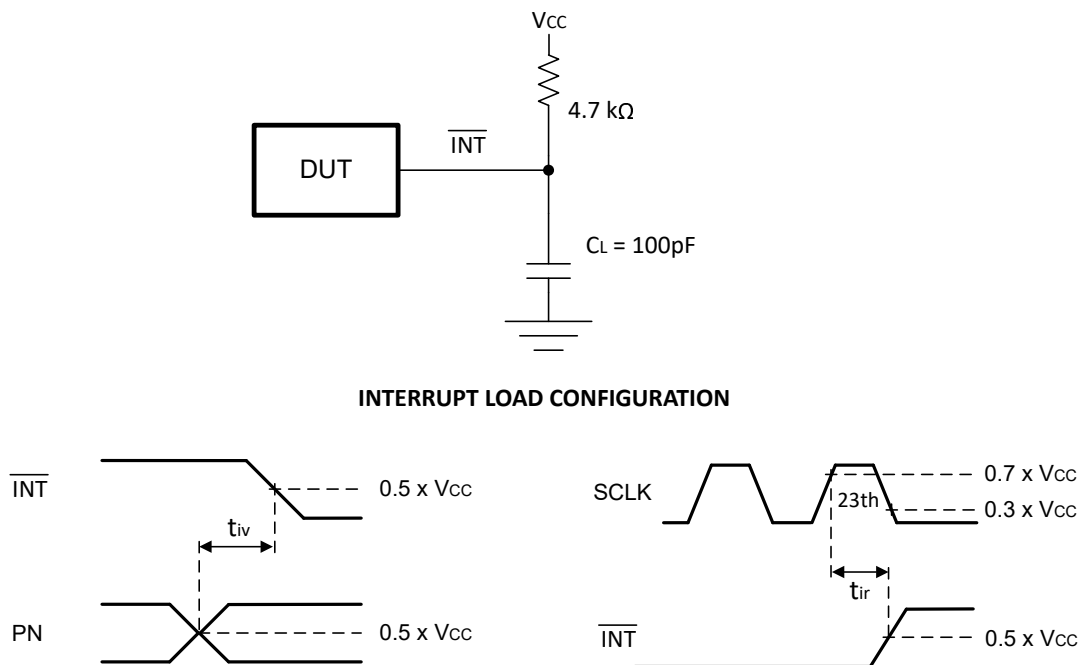 VCC
4.7 kΩ
INT
DUT
CL = 100pF
INTERRUPT LOAD CONFIGURATION
INT
0.5 x VCC
tiv
PN
0.5 x VCC
SCLK
0.7 x VCC
23th
0.3 x VCC
tir
INT
0.5 x VCC